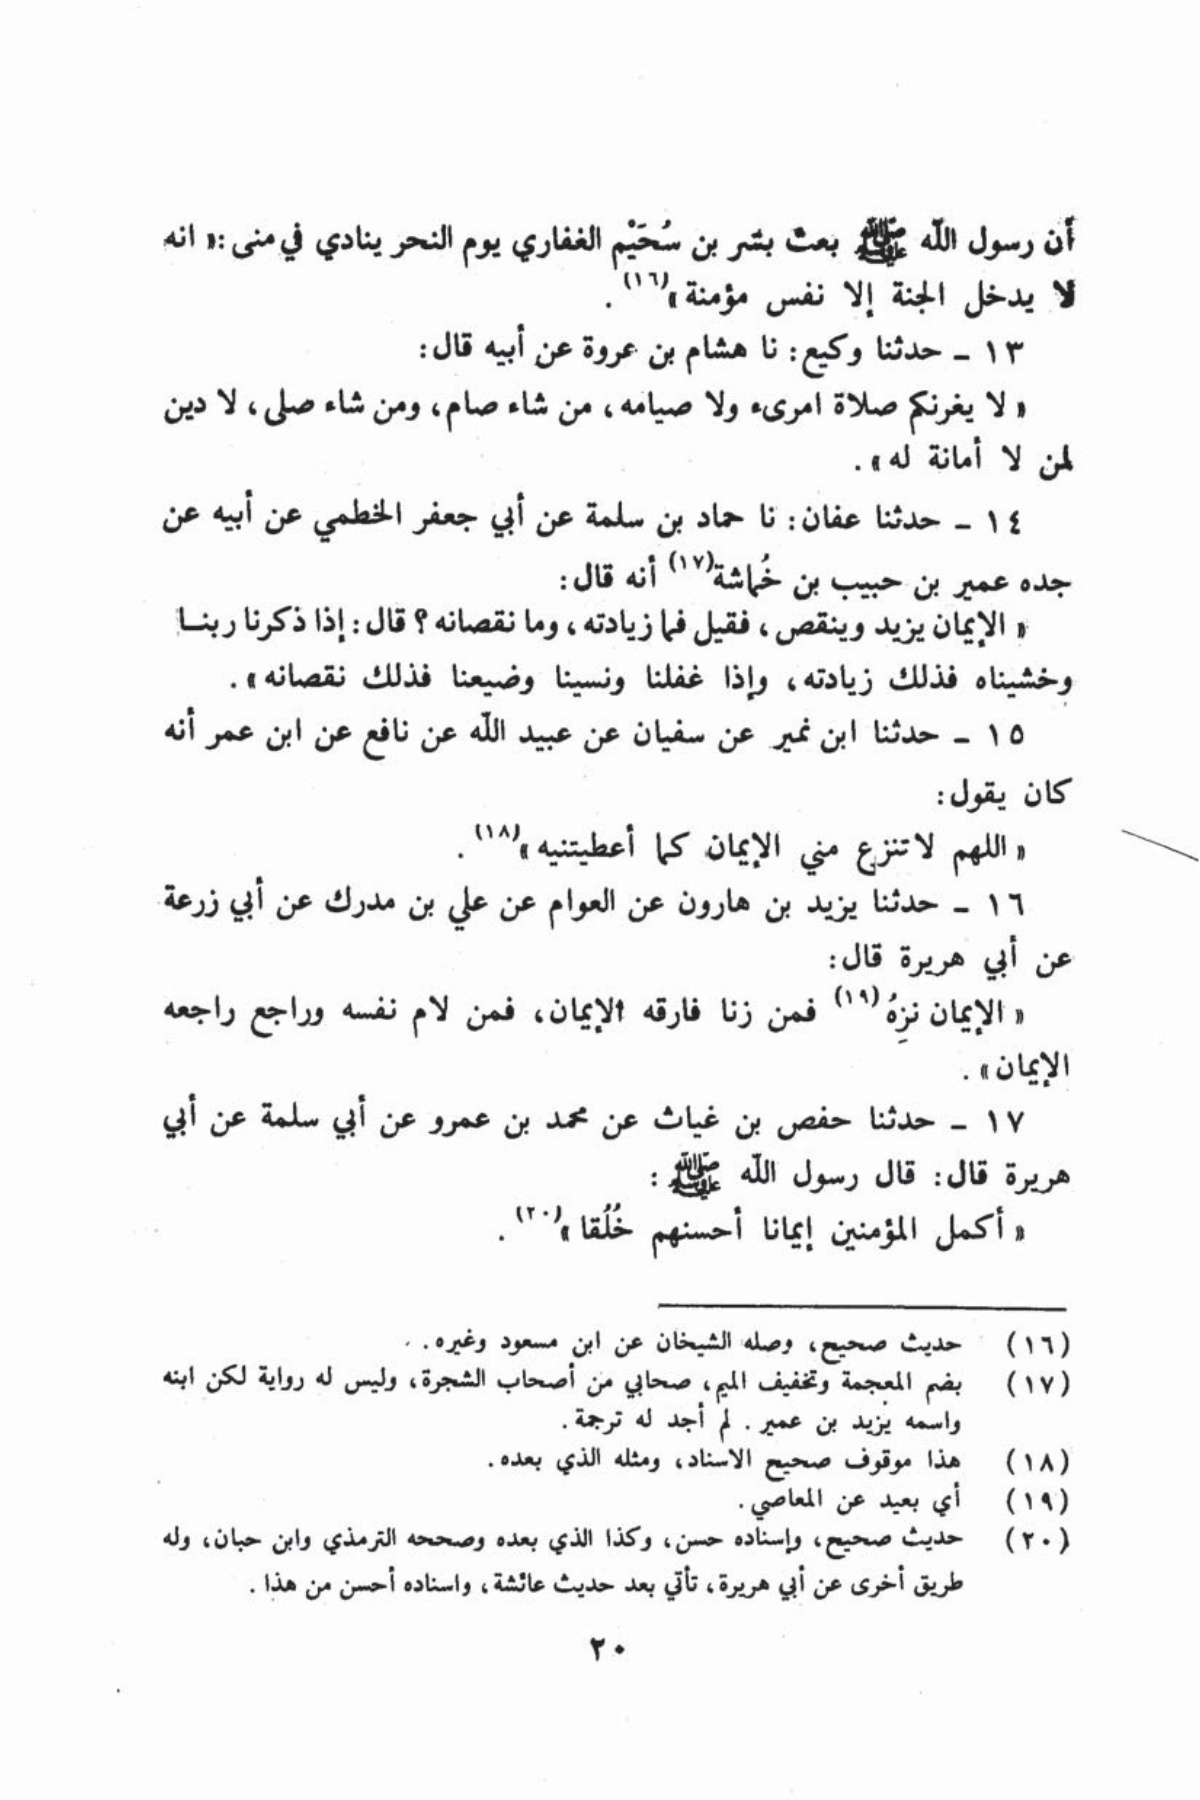 أن رسول اللّه ﷺ بعث بشر بن سُحَيْم الغفاري يوم النحر ينادي في منى :« انه
لا يدخل الجنة إلا نفس مؤمنة »(١٦) .
١٣ ـ حدثنا وكيع: نا هشام بن عروة عن أبيه قال:
« لا يغرنكم صلاة امرىء ولا صيامه، من شاء صام، ومن شاء صلى، لا دين
لمن لا أمانة له » .
١٤ ـ حدثنا عفان: نا حماد بن سلمة عن أبي جعفر الخطمي عن أبيه عن
جده عمير بن حبيب بن خُماشة(١٧) أنه قال:
« الإيمان يزيد وينقص، فقيل فما زيادته، وما نقصانه؟ قال: إذا ذكرنا ربنـا
وخشيناه فذلك زيادته، وإذا غفلنا ونسينا وضيعنا فذلك نقصانه » .
١٥ ـ حدثنا ابن نمير عن سفيان عن عبيد اللّه عن نافع عن ابن عمر أنه
كان يقول:
« اللهم لا تنزع مني الإيمان كما أعطيتنيه »(١٨) .
١٦ ـ حدثنا يزيد بن هارون عن العوام عن علي بن مدرك عن أبي زرعة
عن أبي هريرة قال:
« الإيمان نزِهُ(١٩) فمن زنا فارقه الإيمان، فمن لام نفسه وراجع راجعه
الإيمان » .
١٧ ـ حدثنا حفص بن غياث عن محمد بن عمرو عن أبي سلمة عن أبي
هريرة قال: قال رسول اللّه ﷺ :
« أكمل المؤمنين إيمانا أحسنهم خُلُقا »(٢٠) .
(١٦) حديث صحيح، وصله الشيخان عن ابن مسعود وغيره.
(١٧) بضم المعجمة وتخفيف الميم، صحابي من أصحاب الشجرة، وليس له رواية لكن ابنه
واسمه يزيد بن عمير . لم أجد له ترجمة.
(١٨) هذا موقوف صحيح الاسناد، ومثله الذي بعده.
(١٩) أي بعيد عن المعاصي.
(٢٠) حديث صحيح، وإسناده حسن، وكذا الذي بعده وصححه الترمذي وابن حبان، وله
طريق أخرى عن أبي هريرة، تأتي بعد حديث عائشة، واسناده أحسن من هذا .
٢٠